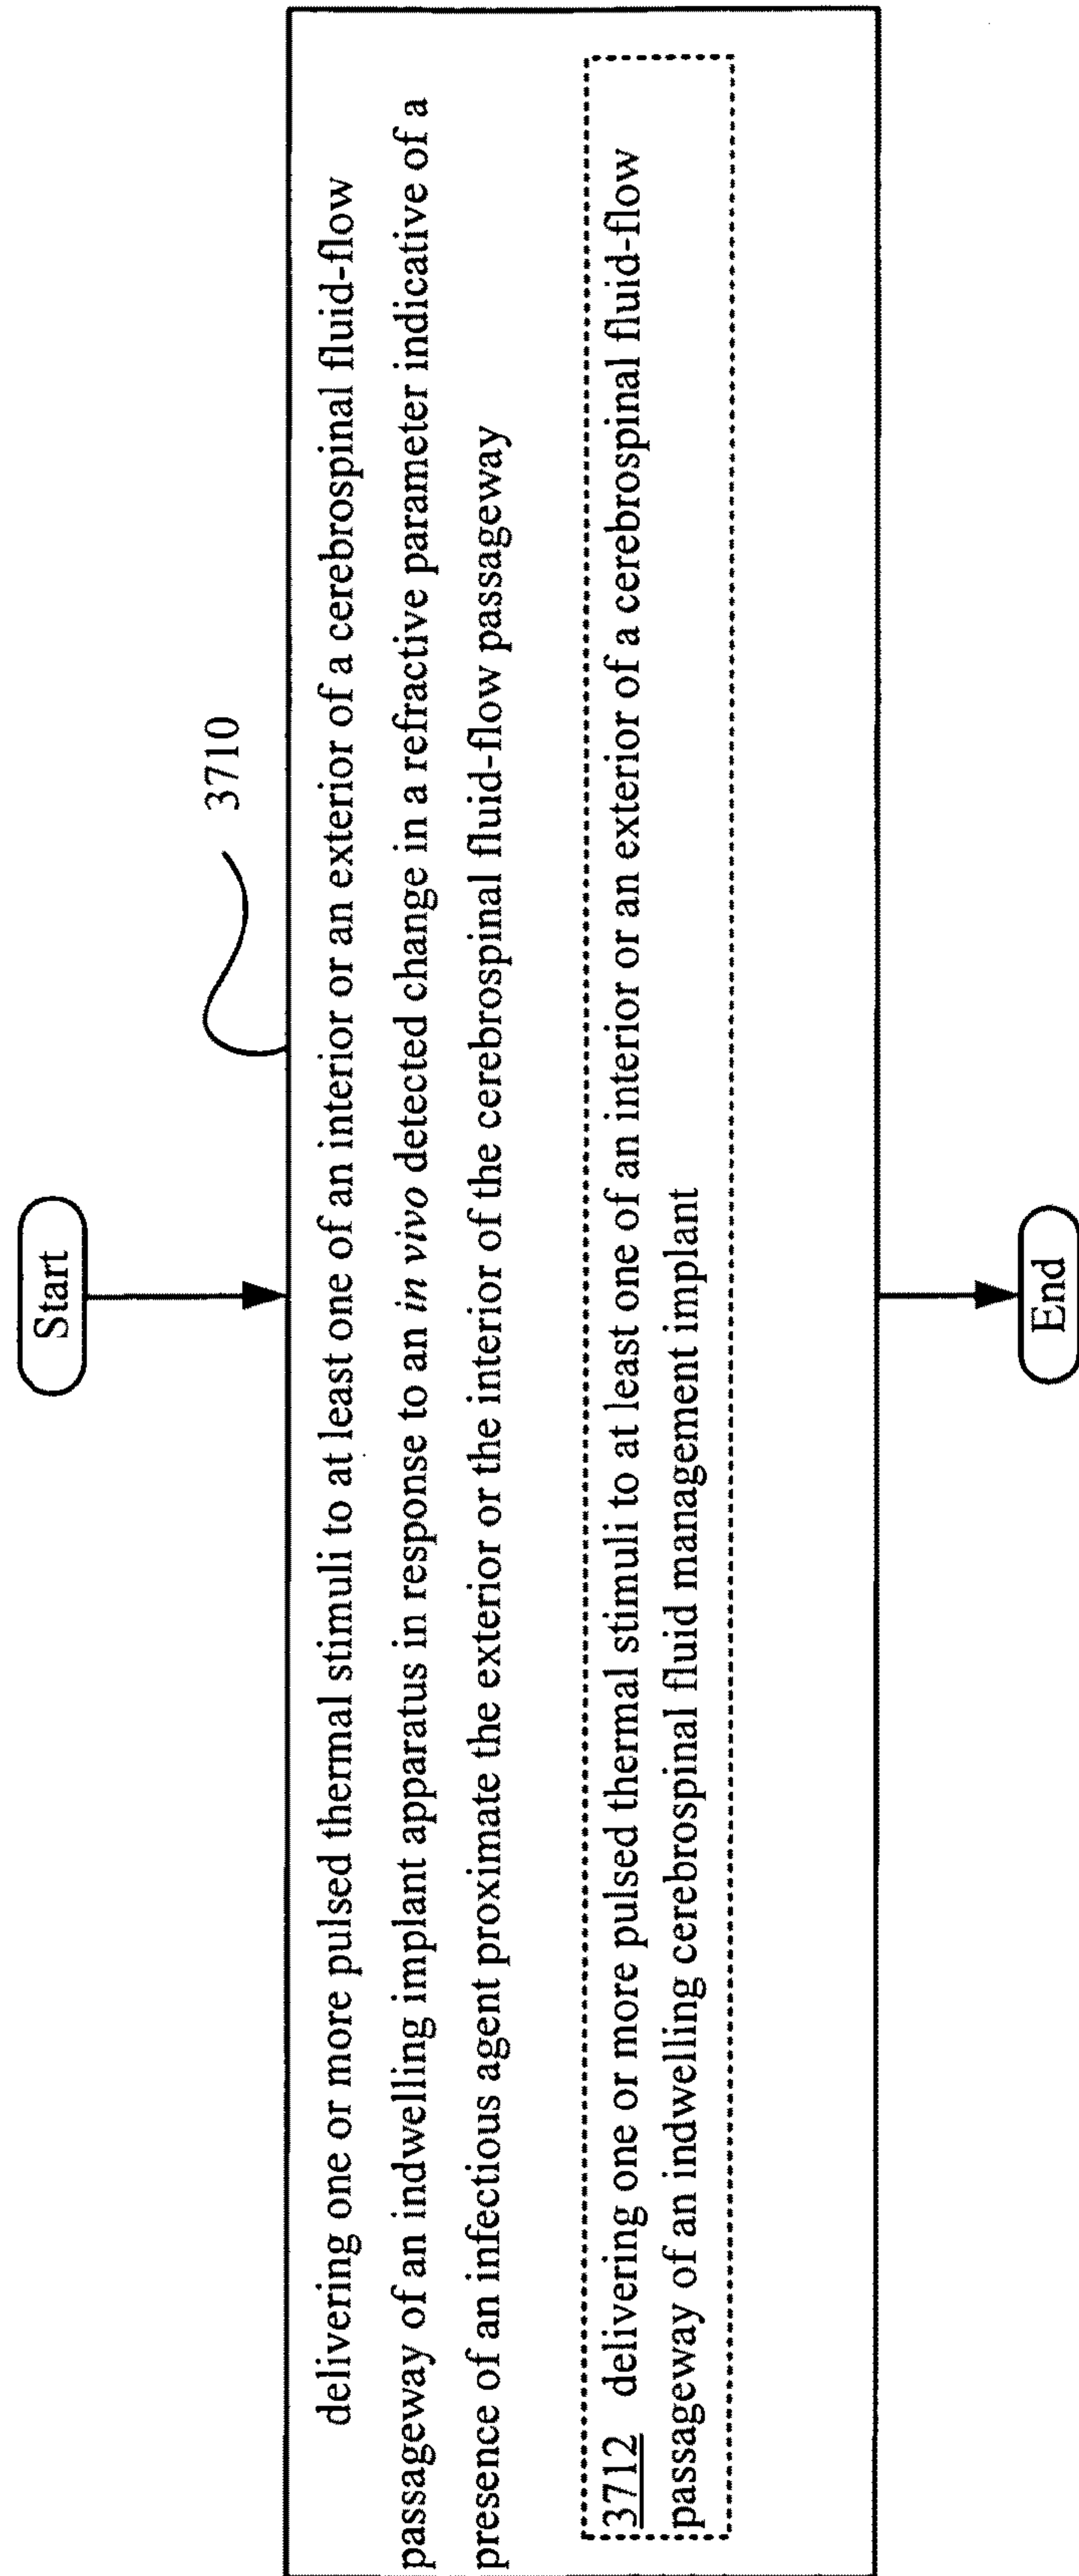 Start
3710
delivering one or more pulsed thermal stimuli to at least one of an interior or an exterior of a cerebrospinal fluid-flow
passageway of an indwelling implant apparatus in response to an in vivo detected change in a refractive parameter indicative of a
presence of an infectious agent proximate the exterior or the interior of the cerebrospinal fluid-flow passageway
3712 delivering one or more pulsed thermal stimuli to at least one of an interior or an exterior of a cerebrospinal fluid-flow
passageway of an indwelling cerebrospinal fluid management implant
End